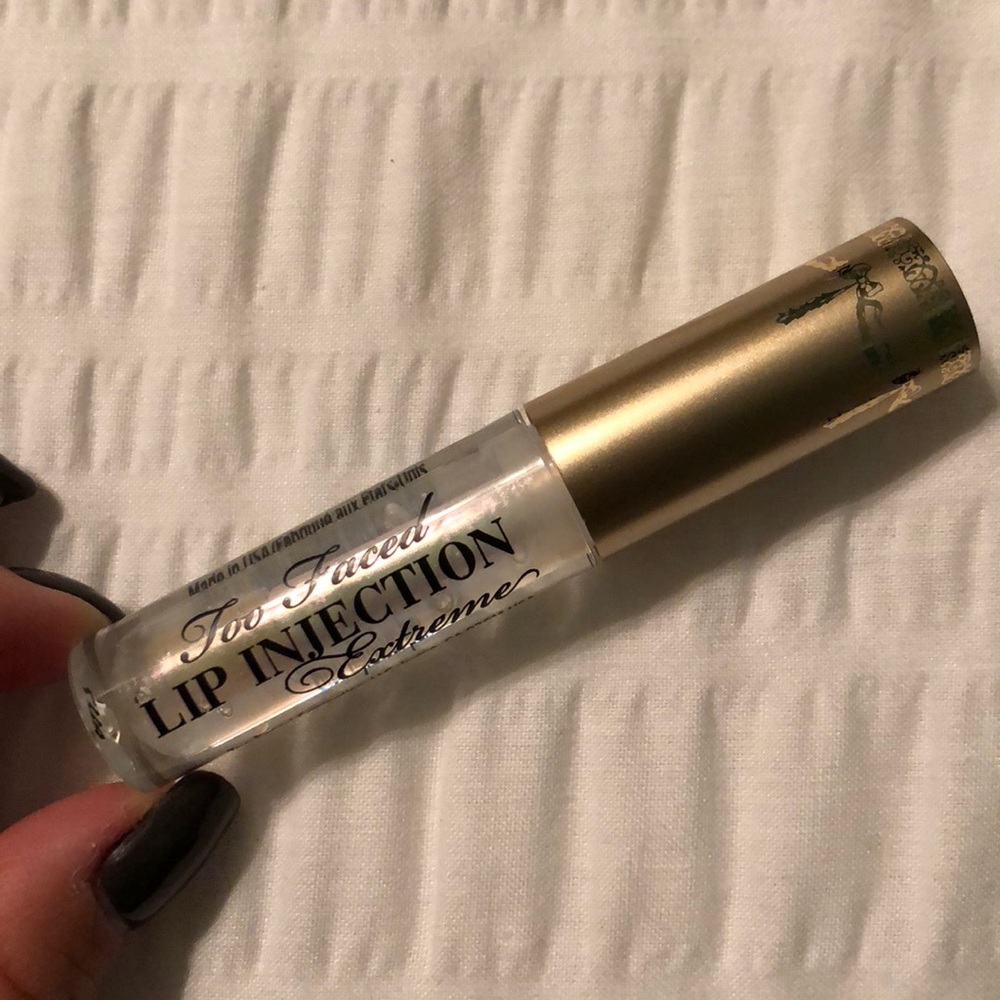 Made in USA/Fabriqué aux États-Unis
Too Faced
LIP INJECTION
Extreme